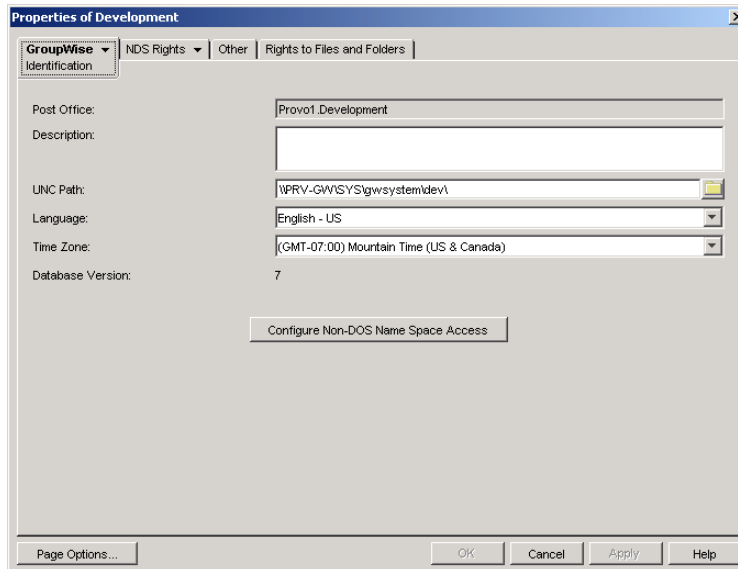 Properties of Development
GroupWise NDS Rights Other Rights to Files and Folders
Identification
Post Office: Provo1.Development
Description:
UNC Path: \\PRV-GW\SYS\gwsystem\dev\
Language: English - US
Time Zone: (GMT-07:00) Mountain Time (US & Canada)
Database Version: 7
Configure Non-DOS Name Space Access
Page Options... OK Cancel Apply Help